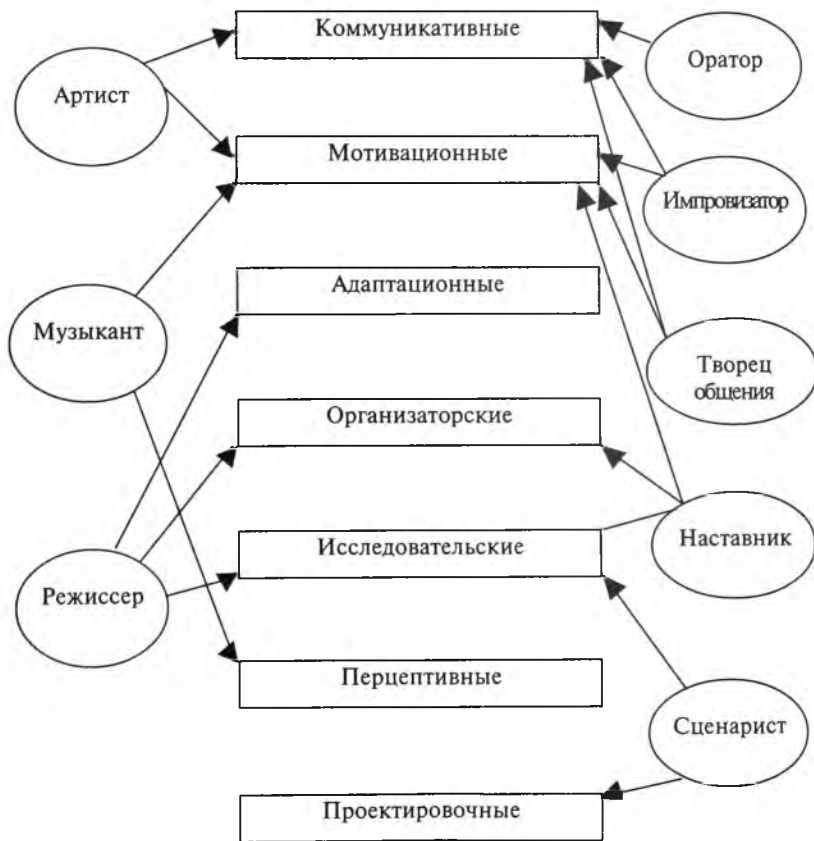 Коммуникативные
Артист
Оратор
Мотивационные
Импровизатор
Адаптационные
Музыкант
Творец
общения
Организаторские
Исследовательские
Наставник
Режиссер
Перцептивные
Сценарист
Проектировочные